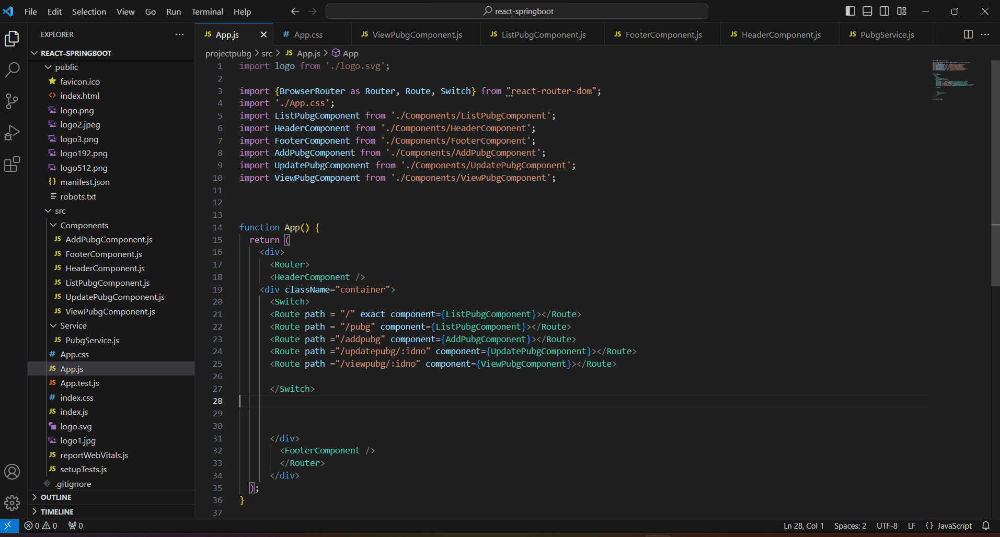 File Edit Selection View Go Run Terminal Help
react-springboot
EXPLORER
REACT-SPRINGBOOT
public
favicon.ico
index.html
logo.png
logo2.jpeg
logo3.png
logo192.png
logo512.png
manifest.json
robots.txt
src
Components
JS AddPubgComponent.js
JS FooterComponent.js
JS HeaderComponent.js
JS ListPubgComponent.js
JS UpdatePubgComponent.js
JS ViewPubgComponent.js
Service
JS PubgService.js
# App.css
JS App.js
JS App.test.js
# index.css
JS index.js
logo.svg
logo1.jpg
JS reportWebVitals.js
JS setupTests.js
.gitignore
OUTLINE
TIMELINE
JS App.js
# App.css
JS ViewPubgComponent.js
JS ListPubgComponent.js
JS FooterComponent.js
JS HeaderComponent.js
JS PubgService.js
projectpubg > src > JS App.js > App
1 import logo from './logo.svg';
2
3 import {BrowserRouter as Router, Route, Switch} from "react-router-dom";
4 import './App.css';
5 import ListPubgComponent from './Components/ListPubgComponent';
6 import HeaderComponent from './Components/HeaderComponent';
7 import FooterComponent from './Components/FooterComponent';
8 import AddPubgComponent from './Components/AddPubgComponent';
9 import UpdatePubgComponent from './Components/UpdatePubgComponent';
10 import ViewPubgComponent from './Components/ViewPubgComponent';
11
12
13
14 function App() {
15 return (
16 <div>
17 <Router>
18 <HeaderComponent />
19 <div className="container">
20 <Switch>
21 <Route path = "/" exact component={ListPubgComponent}></Route>
22 <Route path = "/pubg" component={ListPubgComponent}></Route>
23 <Route path ="/addpubg" component={AddPubgComponent}></Route>
24 <Route path ="/updatepubg/:idno" component={UpdatePubgComponent}></Route>
25 <Route path ="/viewpubg/:idno" component={ViewPubgComponent}></Route>
26
27 </Switch>
28
29
30
31 </div>
32 <FooterComponent />
33 </Router>
34 </div>
35 );
36 }
37
0 0 0
Ln 28, Col 1 Spaces: 2 UTF-8 LF {} JavaScript